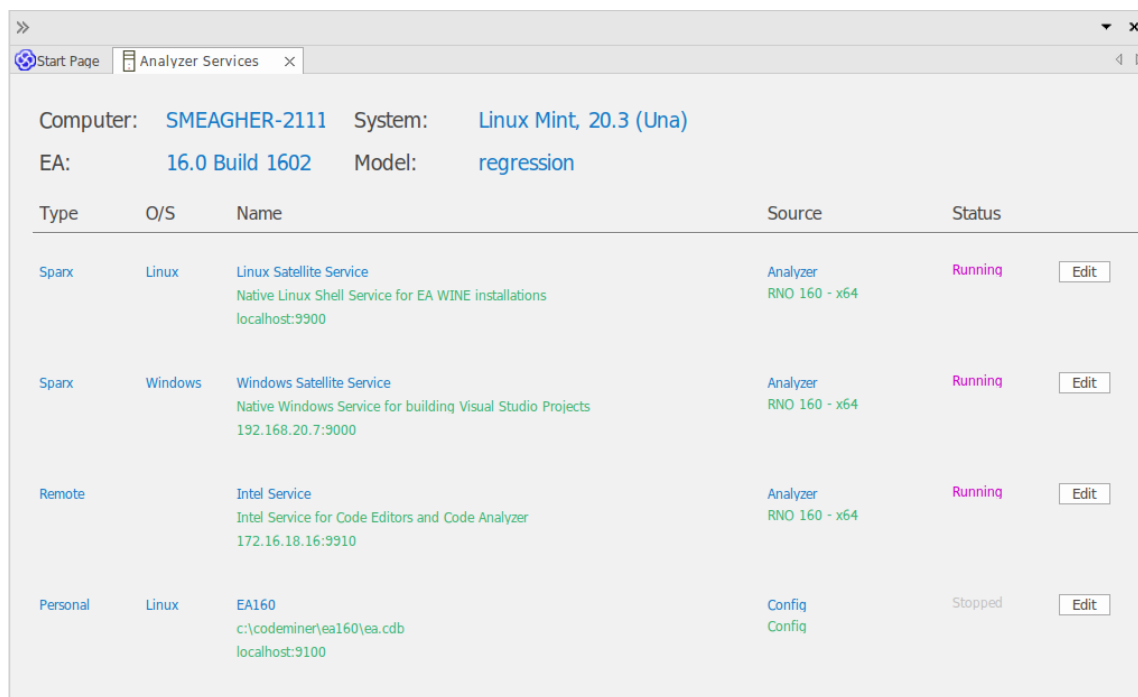 Start Page Analyzer Services
Computer: SMEAGHER-2111 System: Linux Mint, 20.3 (Una)
EA: 16.0 Build 1602 Model: regression
Type O/S Name Source Status
Sparx Linux Linux Satellite Service Analyzer Running Edit
Native Linux Shell Service for EA WINE installations RNO 160 - x64
localhost:9900
Sparx Windows Windows Satellite Service Analyzer Running Edit
Native Windows Service for building Visual Studio Projects RNO 160 - x64
192.168.20.7:9000
Remote Intel Service Analyzer Running Edit
Intel Service for Code Editors and Code Analyzer RNO 160 - x64
172.16.18.16:9910
Personal Linux EA160 Config Stopped Edit
c:\codeminer\ea160\ea.cdb Config
localhost:9100